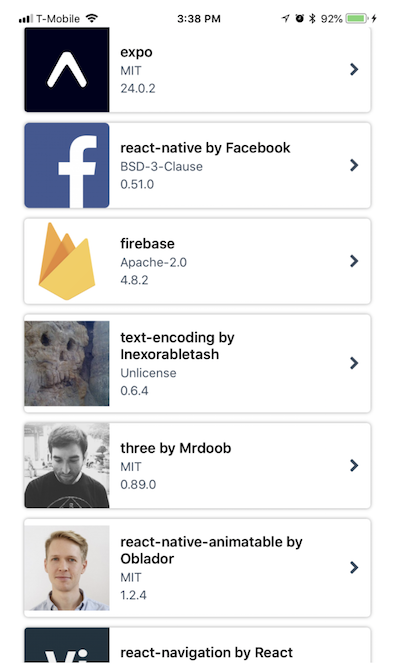 T-Mobile 3:38 PM 92%
expo
MIT
24.0.2
react-native by Facebook
BSD-3-Clause
0.51.0
firebase
Apache-2.0
4.8.2
text-encoding by
Inexorabletash
Unlicense
0.6.4
three by Mrdoob
MIT
0.89.0
react-native-animatable by
Oblador
MIT
1.2.4
react-navigation by React